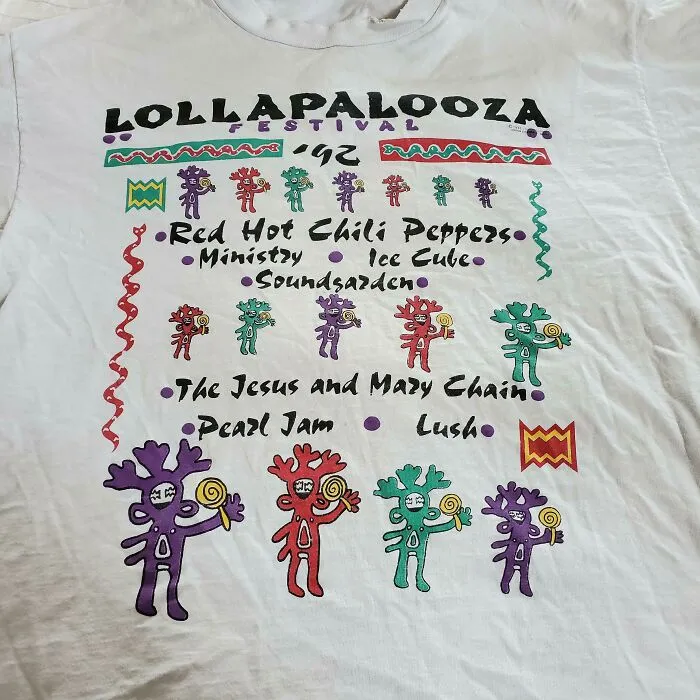 LOLLAPALOOZA
FESTIVAL
'92
Red Hot Chili Peppers
Ministry Ice Cube
Soundgarden
The Jesus and Mary Chain
Pearl Jam Lush